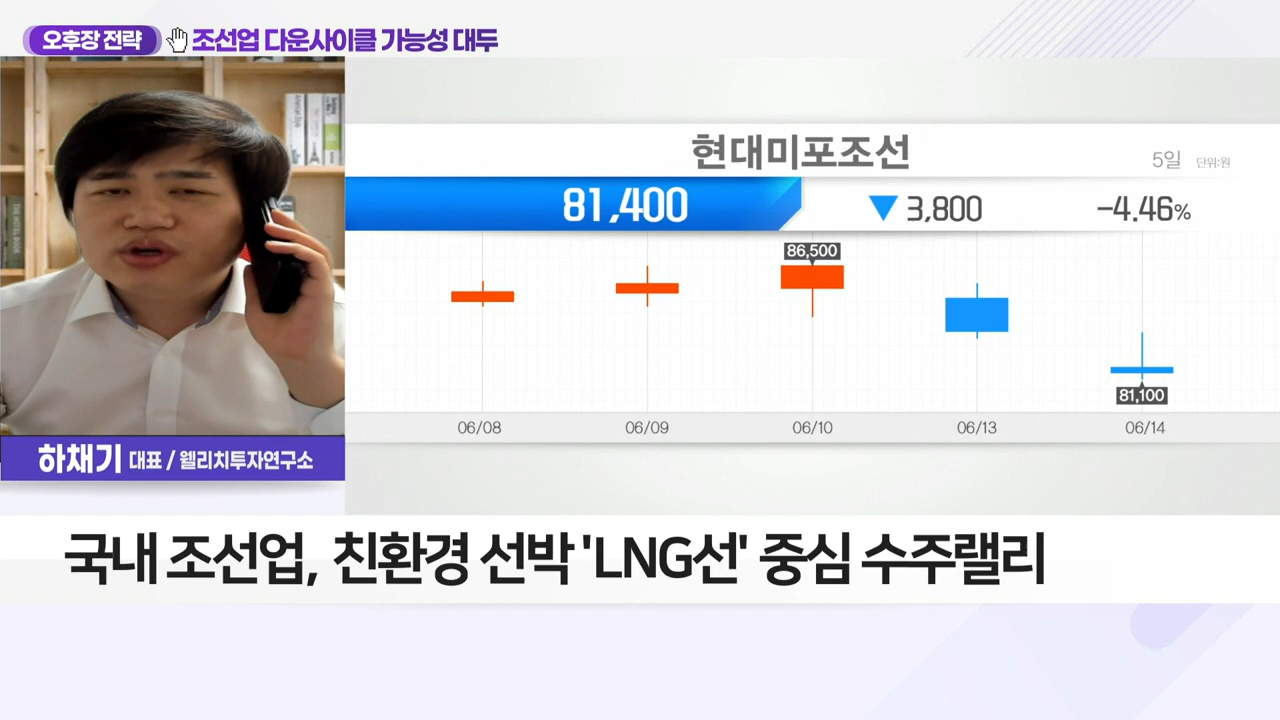 오후장 전략 조선업 다운사이클 가능성 대두
현대미포조선
5일 단위:원
81,400 ▼ 3,800 -4.46%
86,500
81,100
06/08 06/09 06/10 06/13 06/14
하채기 대표 / 웰리치투자연구소
국내 조선업, 친환경 선박 'LNG선' 중심 수주랠리